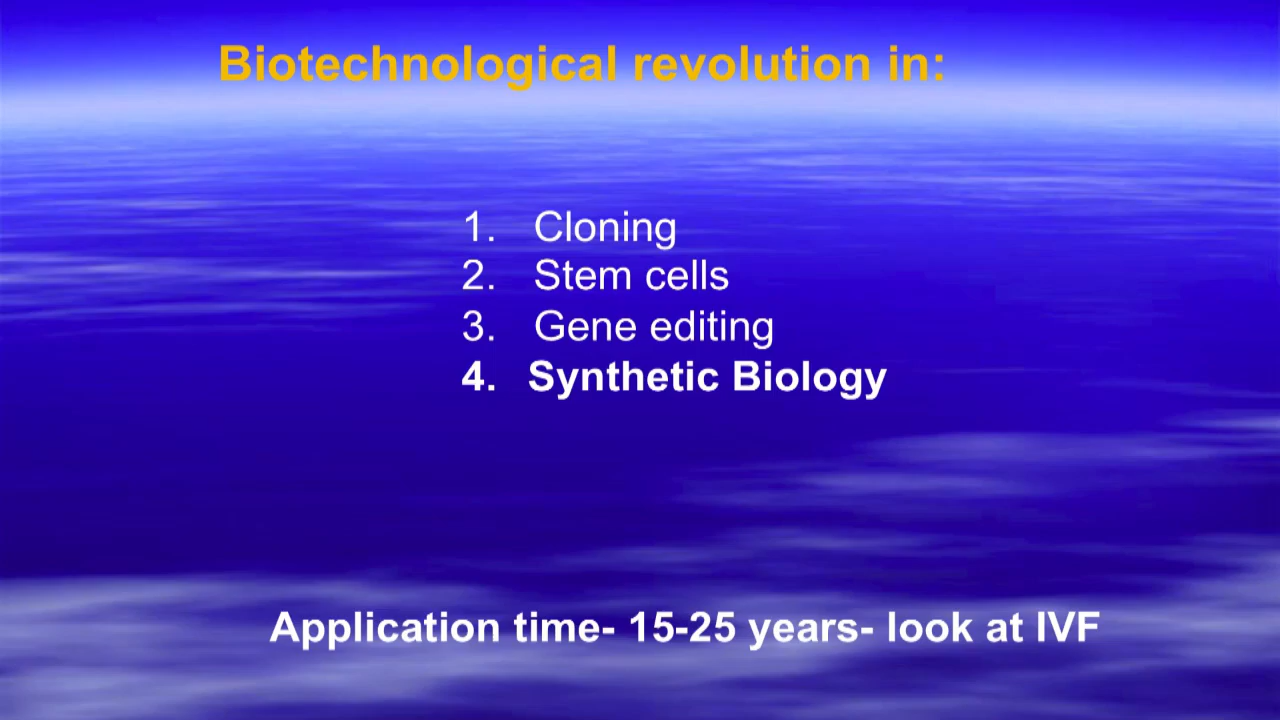 Biotechnological revolution in:
1. Cloning
2. Stem cells
3. Gene editing
4. Synthetic Biology
Application time- 15-25 years- look at IVF